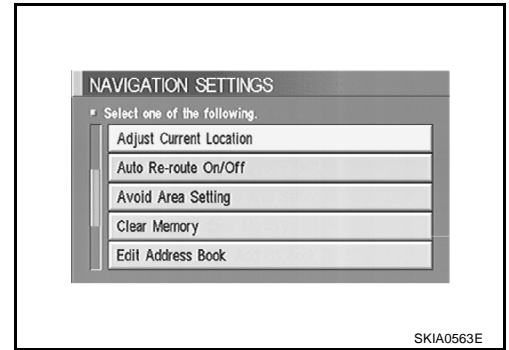 NAVIGATION SETTINGS
Select one of the following.
Adjust Current Location
Auto Re-route On/Off
Avoid Area Setting
Clear Memory
Edit Address Book
SKIA0563E